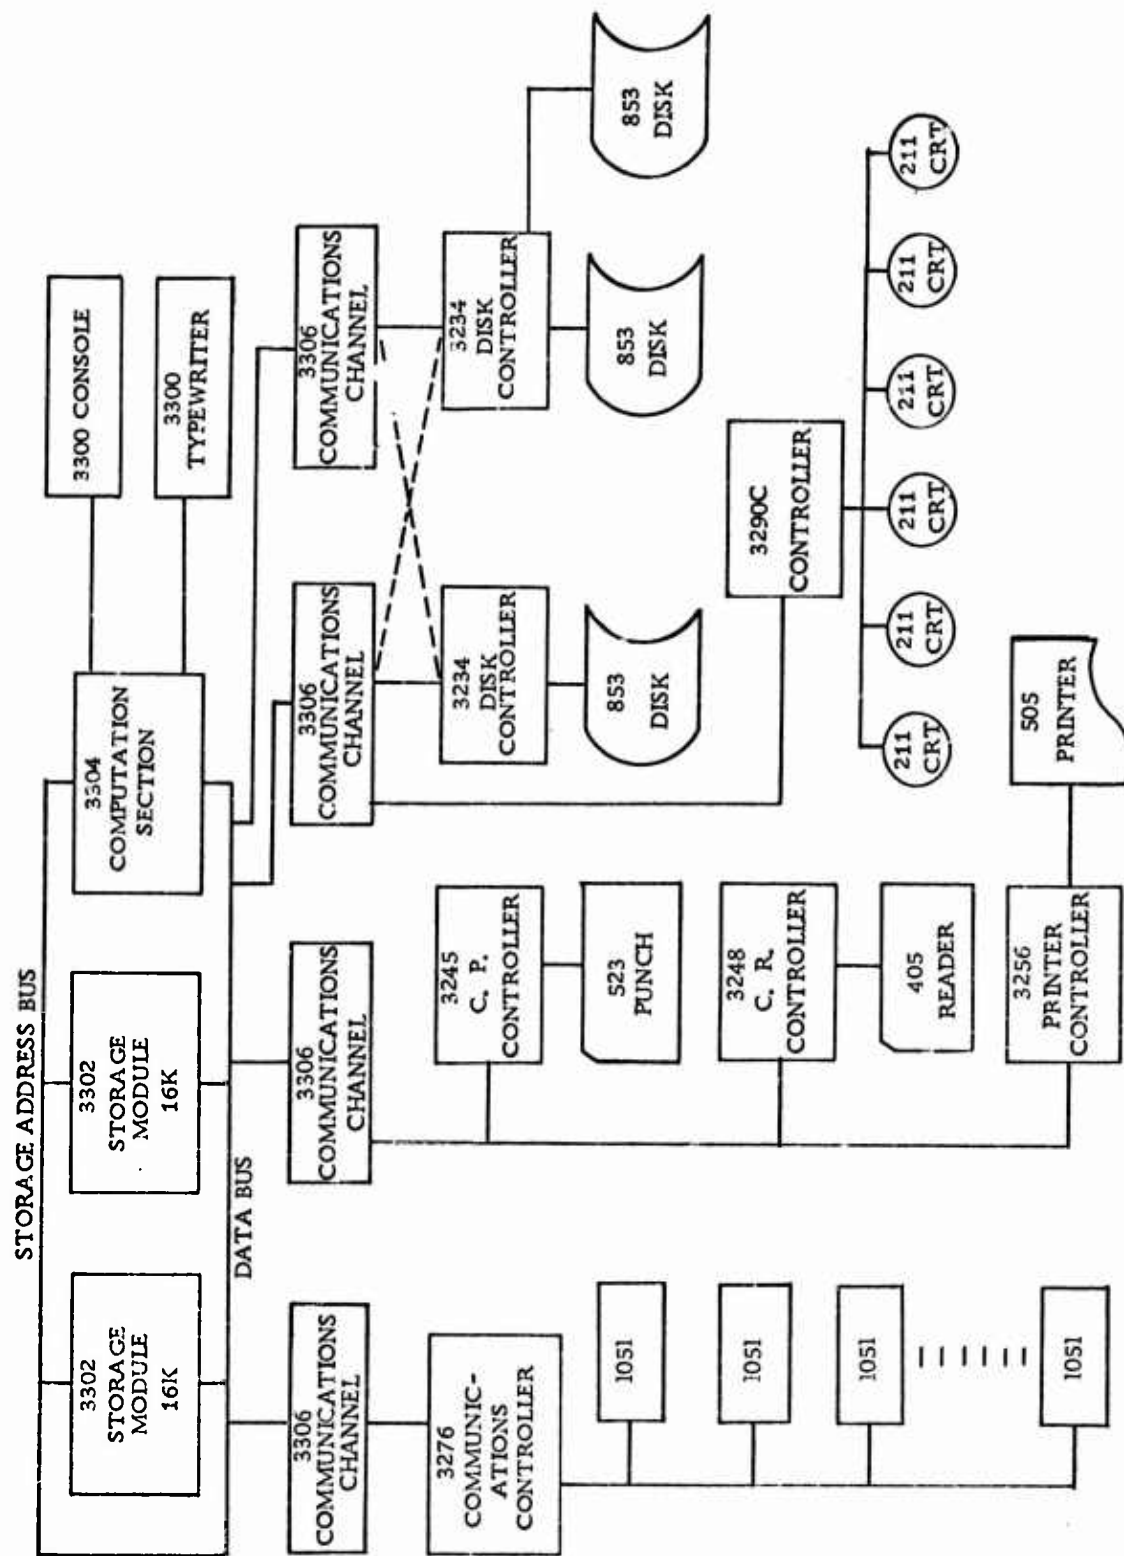 STORAGE ADDRESS BUS
3302
STORAGE
MODULE
16K
3302
STORAGE
MODULE
16K
3304
COMPUTATION
SECTION
3300 CONSOLE
3300
TYPEWRITER
DATA BUS
3306
COMMUNICATIONS
CHANNEL
3306
COMMUNICATIONS
CHANNEL
3306
COMMUNICATIONS
CHANNEL
3306
COMMUNICATIONS
CHANNEL
3276
COMMUNIC-
ATIONS
CONTROLLER
3245
C. P.
CONTROLLER
3234
DISK
CONTROLLER
3234
DISK
CONTROLLER
1051
1051
1051
1051
523
PUNCH
853
DISK
853
DISK
853
DISK
3248
C. R.
CONTROLLER
3290C
CONTROLLER
405
READER
211
CRT
211
CRT
211
CRT
211
CRT
211
CRT
211
CRT
3256
PRINTER
CONTROLLER
505
PRINTER